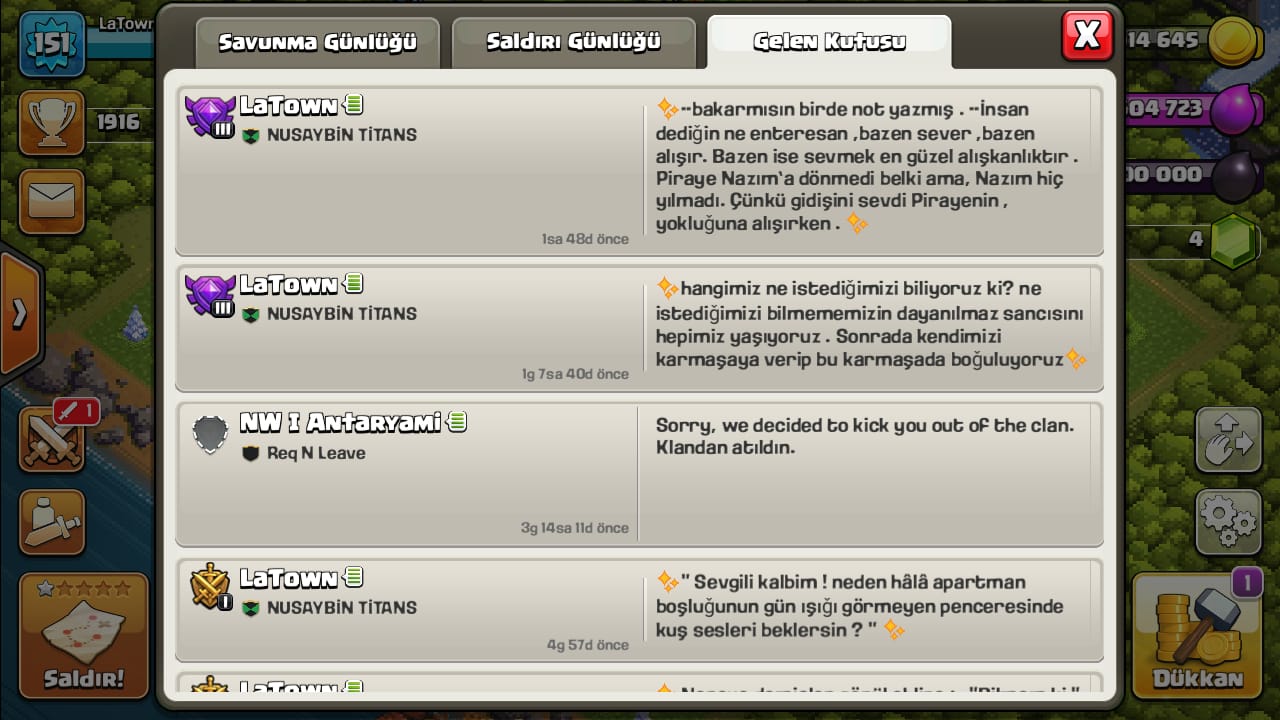 151
LaTown
1916
Savunma Günlüğü
Saldırı Günlüğü
Gelen Kutusu
X
14 645
04 723
00 000
4
LaTown
III
NUSAYBİN TİTANS
1sa 48d önce
✨--bakarmısın birde not yazmış . --İnsan
dediğin ne enteresan ,bazen sever ,bazen
alışır. Bazen ise sevmek en güzel alışkanlıktır .
Piraye Nazım'a dönmedi belki ama, Nazım hiç
yılmadı. Çünkü gidişini sevdi Pirayenin ,
yokluğuna alışırken . ✨
LaTown
III
NUSAYBİN TİTANS
1g 7sa 40d önce
✨hangimiz ne istediğimizi biliyoruz ki? ne
istediğimizi bilmememizin dayanılmaz sancısını
hepimiz yaşıyoruz . Sonrada kendimizi
karmaşaya verip bu karmaşada boğuluyoruz✨
NW I Antaryami
Req N Leave
3g 14sa 11d önce
Sorry, we decided to kick you out of the clan.
Klandan atıldın.
LaTown
I
NUSAYBİN TİTANS
4g 57d önce
✨" Sevgili kalbim ! neden hâlâ apartman
boşluğunun gün ışığı görmeyen penceresinde
kuş sesleri beklersin ? " ✨
LaTown
1
Saldır!
1
Dükkan